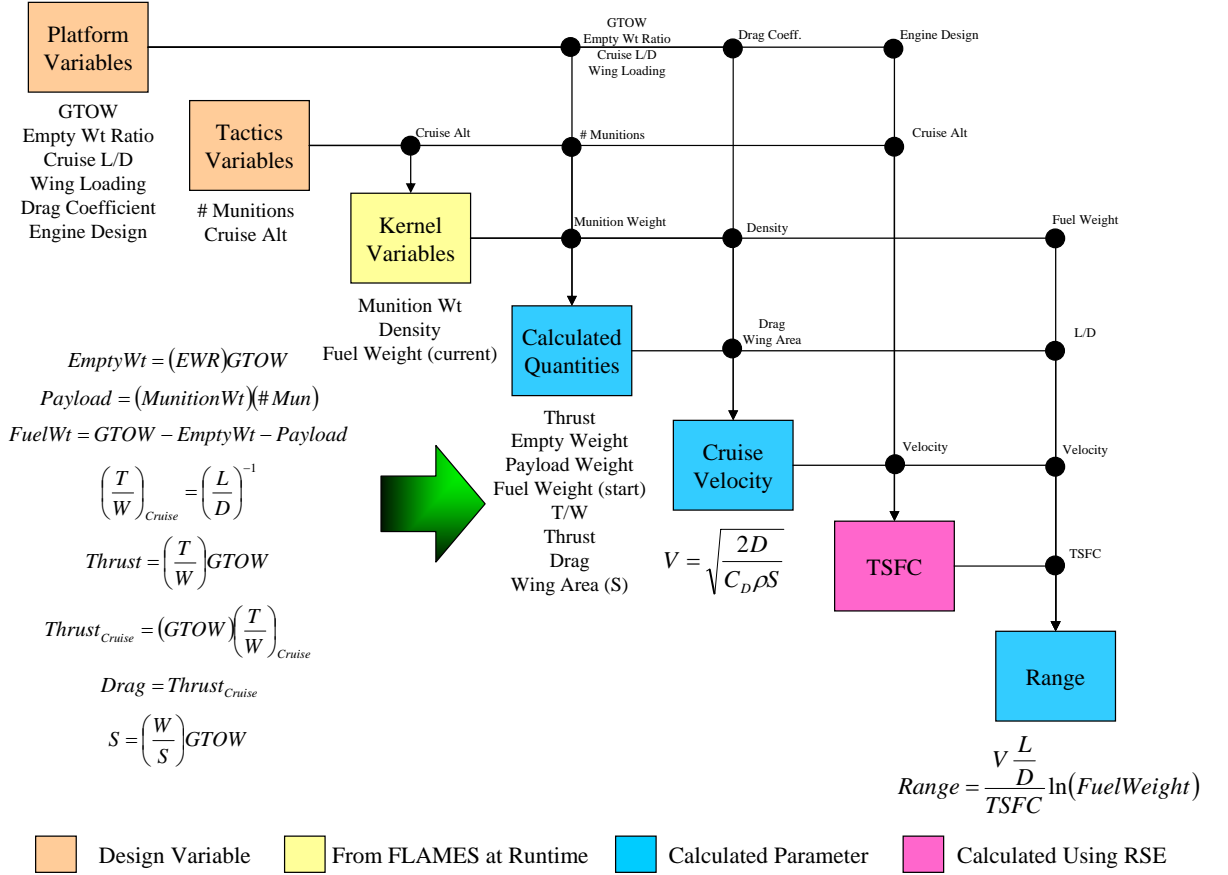 Platform
Variables
GTOW
Empty Wt Ratio
Cruise L/D
Wing Loading
Drag Coeff.
Engine Design
GTOW
Empty Wt Ratio
Cruise L/D
Wing Loading
Drag Coefficient
Engine Design
Tactics
Variables
Cruise Alt
# Munitions
Cruise Alt
# Munitions
Cruise Alt
Kernel
Variables
Munition Weight
Density
Fuel Weight
Munition Wt
Density
Fuel Weight (current)
Calculated
Quantities
Drag
Wing Area
L/D
Thrust
Empty Weight
Payload Weight
Fuel Weight (start)
T/W
Thrust
Drag
Wing Area (S)
Cruise
Velocity
Velocity
Velocity
V = √(2D / (C_D ρS))
TSFC
TSFC
Range
Range = (V (L/D) / TSFC) ln(FuelWeight)
EmptyWt = (EWR)GTOW
Payload = (MunitionWt)(# Mun)
FuelWt = GTOW − EmptyWt − Payload
(T/W)_Cruise = (L/D)^−1
Thrust = (T/W)GTOW
Thrust_Cruise = (GTOW)(T/W)_Cruise
Drag = Thrust_Cruise
S = (W/S)GTOW
Design Variable
From FLAMES at Runtime
Calculated Parameter
Calculated Using RSE